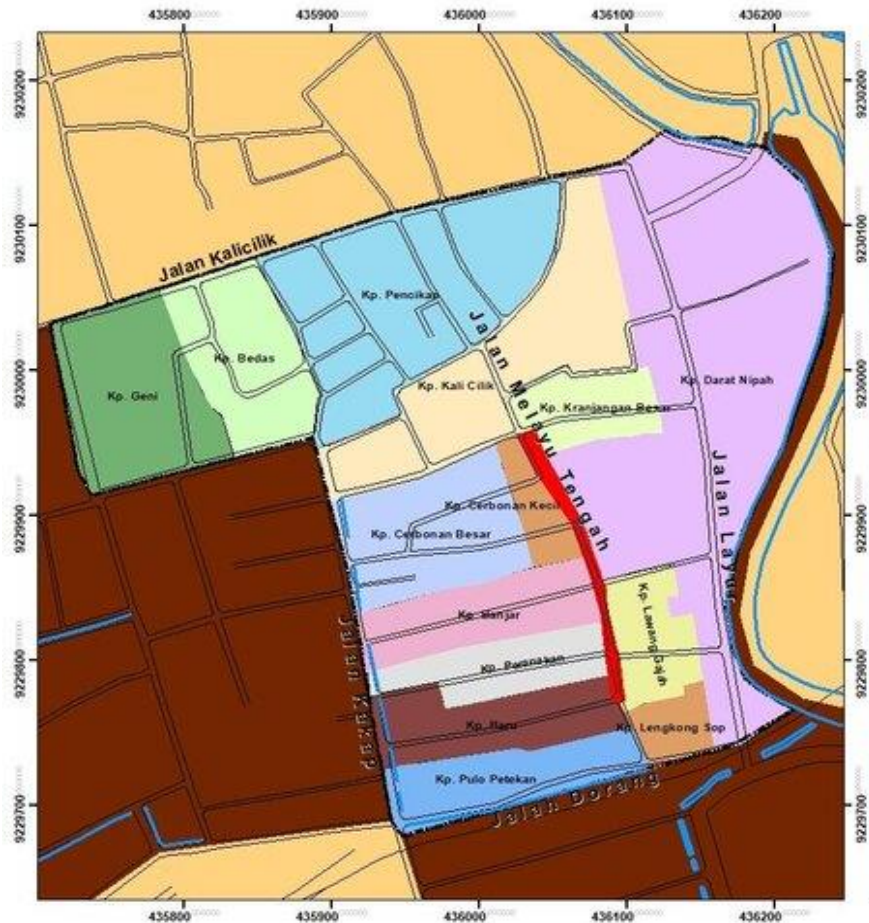 435800 435900 436000 436100 436200
9230200 9230200
9230100 9230100
Jalan Kalicilik
Kp. Pencikap
Jalan Melayu Tengah
Kp. Bedas
9230000 9230000
Kp. Geni
Kp. Kali Cilik
Kp. Darat Nipah
Kp. Kranjangan Besar
Jalan Layur
9229900 9229900
Kp. Cerbonan Kecil
Kp. Cerbonan Besar
Kp. Banjar
Kp. Lawang Gajah
Jalan Kakap
9229800 9229800
Kp. Peranakan
Kp. Baru
Kp. Lengkong Sop
Kp. Pulo Petekan
Jalan Dorang
9229700 9229700
435800 435900 436000 436100 436200